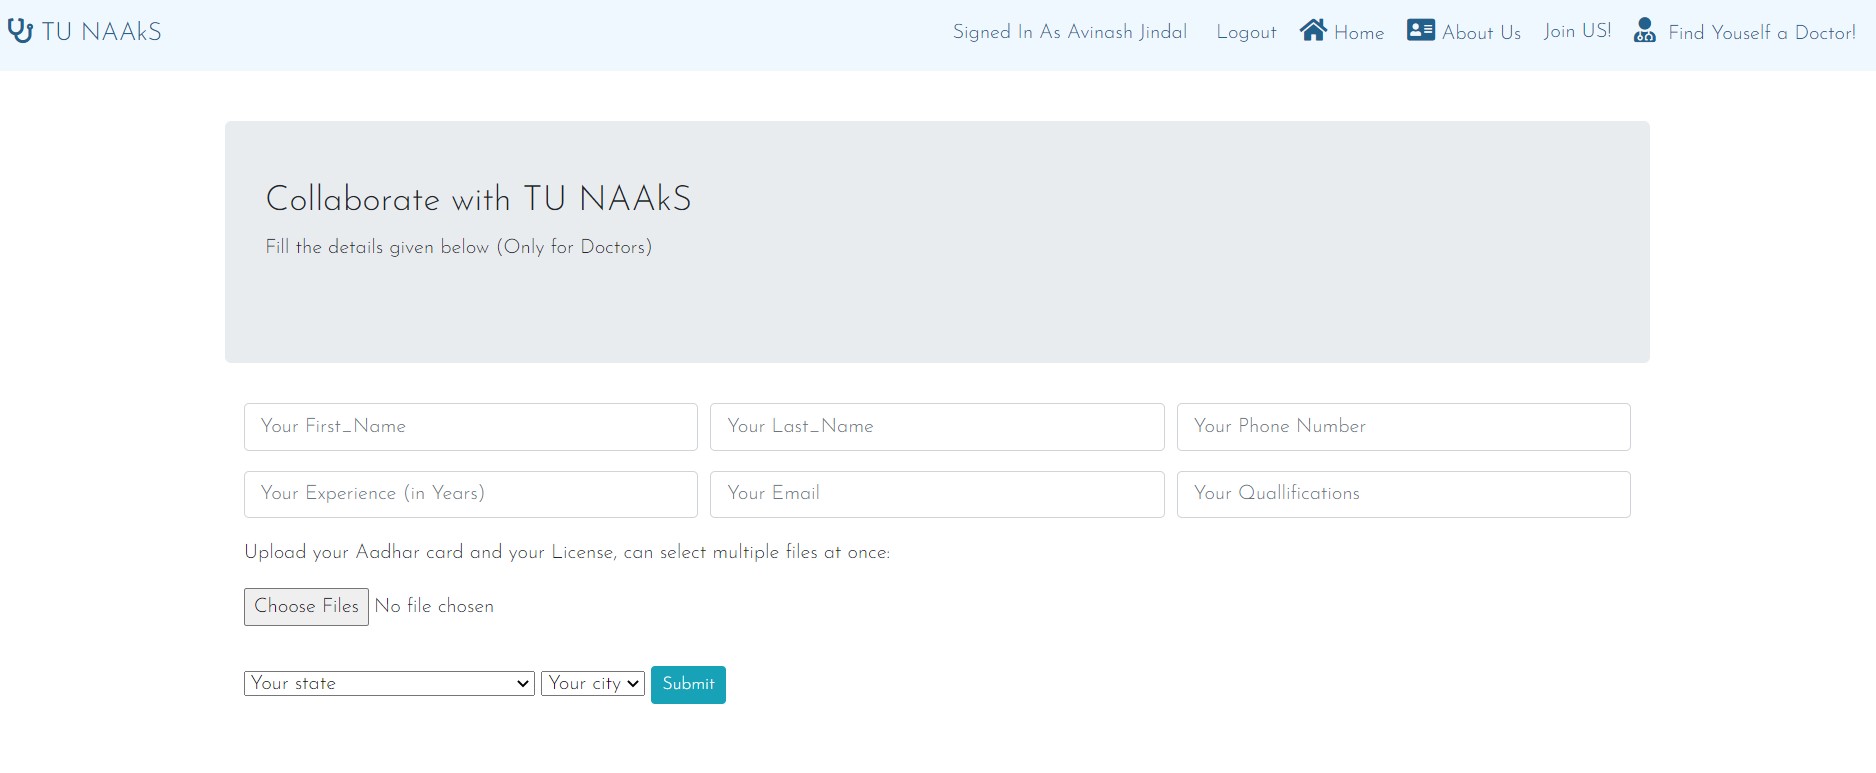 TU NAAkS
Signed In As Avinash Jindal Logout Home About Us Join US! Find Youself a Doctor!
Collaborate with TU NAAkS
Fill the details given below (Only for Doctors)
Your First_Name Your Last_Name Your Phone Number
Your Experience (in Years) Your Email Your Quallifications
Upload your Aadhar card and your License, can select multiple files at once:
Choose Files No file chosen
Your state Your city Submit